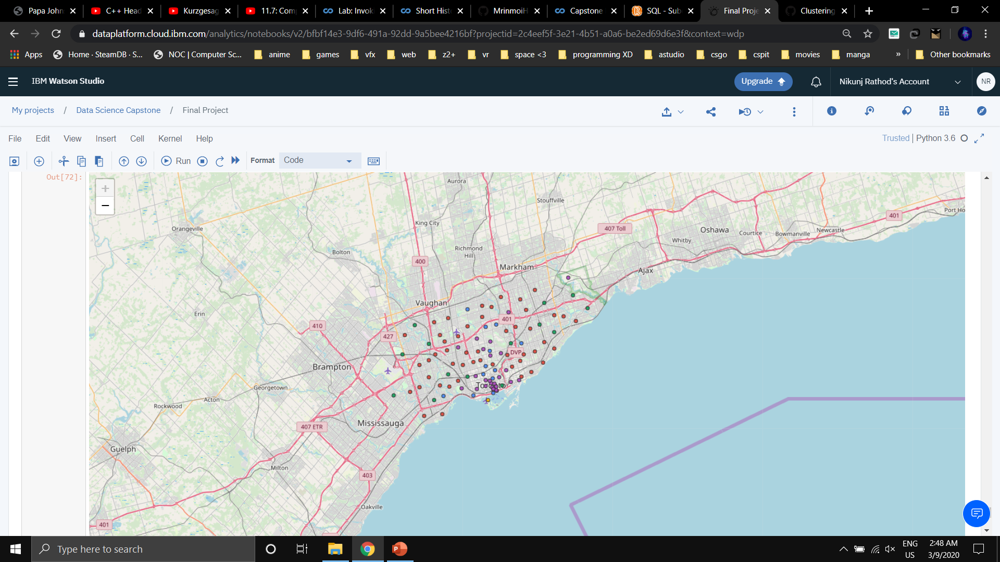 Papa John
C++ Head
Kurzgesag
11.7: Com
Lab: Invok
Short Hist
MrinmoiH
Capstone
SQL - Sub
Final Proje
Clustering
dataplatform.cloud.ibm.com/analytics/notebooks/v2/bfbf14e3-9df6-491a-92dd-9a5bee4216bf?projectid=2c4eef5f-3e21-4b51-a0a6-be2ed69d6e3f&context=wdp
Apps
Home · SteamDB · S...
NOC | Computer Sc...
anime
games
vfx
web
z2+
vr
space <3
programming XD
astudio
csgo
cspit
movies
manga
»
Other bookmarks
IBM Watson Studio
Upgrade
Nikunj Rathod's Account
NR
My projects / Data Science Capstone / Final Project
File
Edit
View
Insert
Cell
Kernel
Help
Trusted | Python 3.6
Run
Format
Code
Out[72]:
+
−
Aurora
Stouffville
Port Ho
401
King City
Orangeville
407 Toll
Oshawa
Courtice
Bowmanville
Newcastle
Whitby
Richmond
Hill
Bolton
400
Markham
Ajax
Vaughan
Erin
401
410
427
DVP
Brampton
Toronto
Georgetown
Acton
Rockwood
Mississauga
407 ETR
Guelph
Milton
403
Oakville
401
Type here to search
ENG
US
2:48 AM
3/9/2020